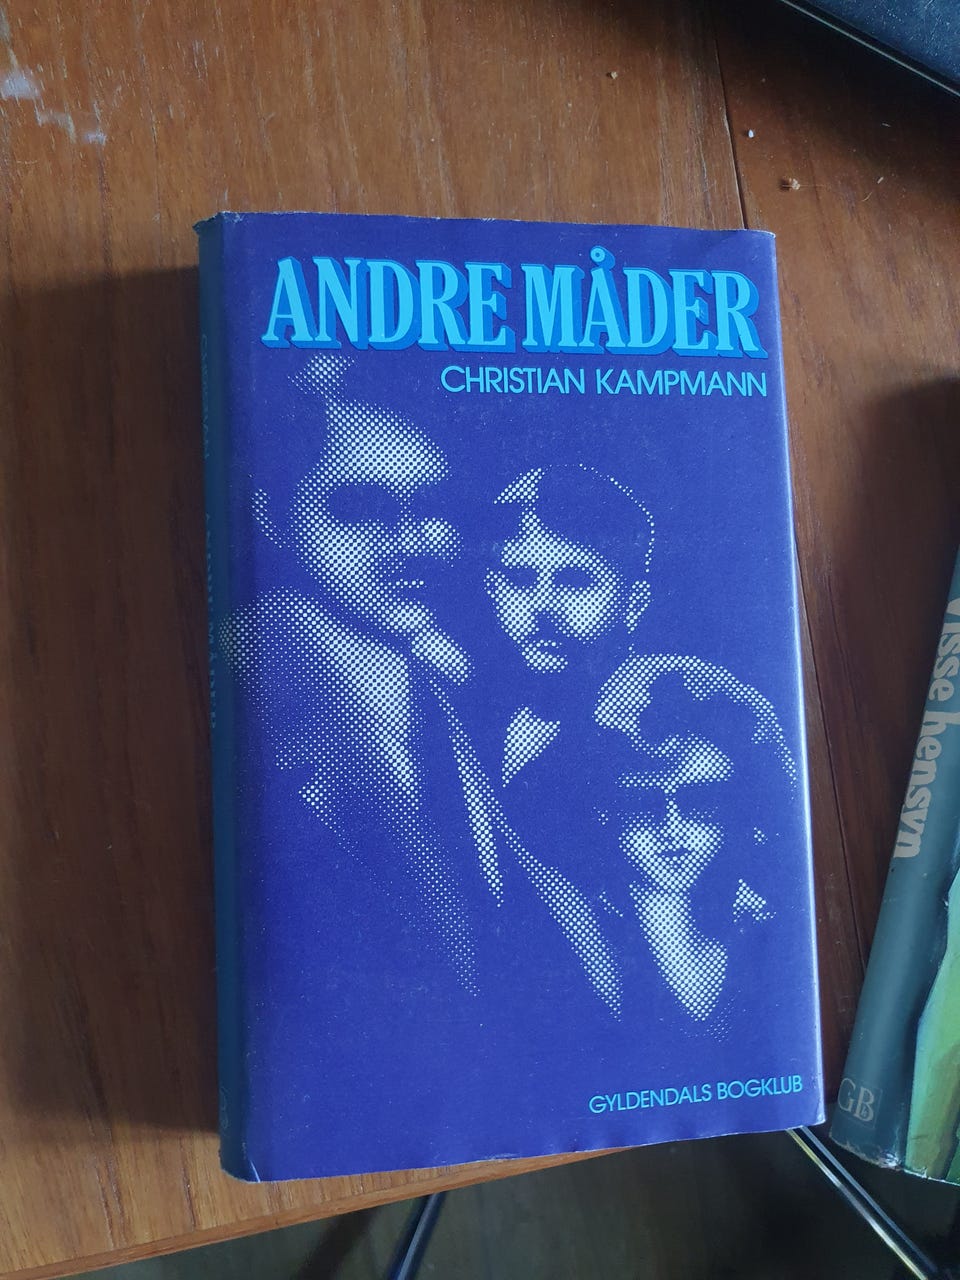 ANDRE MÅDER
CHRISTIAN KAMPMANN
GYLDENDALS BOGKLUB
Visse hensyn
GB